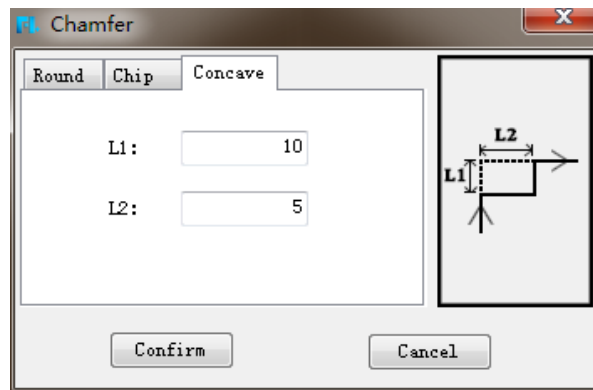 Chamfer
Round Chip Concave
L1: 10
L2: 5
L2
L1
Confirm Cancel